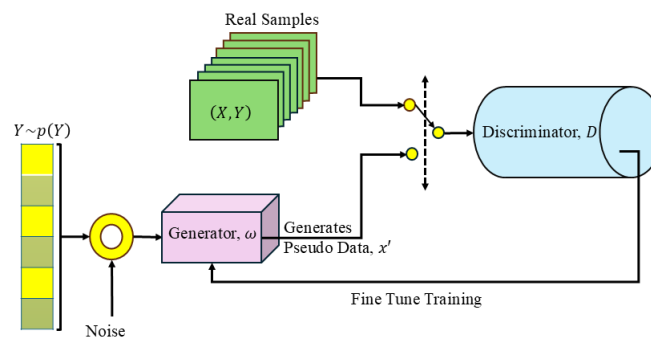 Real Samples
(X,Y)
Y~p(Y)
Discriminator, D
Generator, ω
Generates
Pseudo Data, x′
Fine Tune Training
Noise